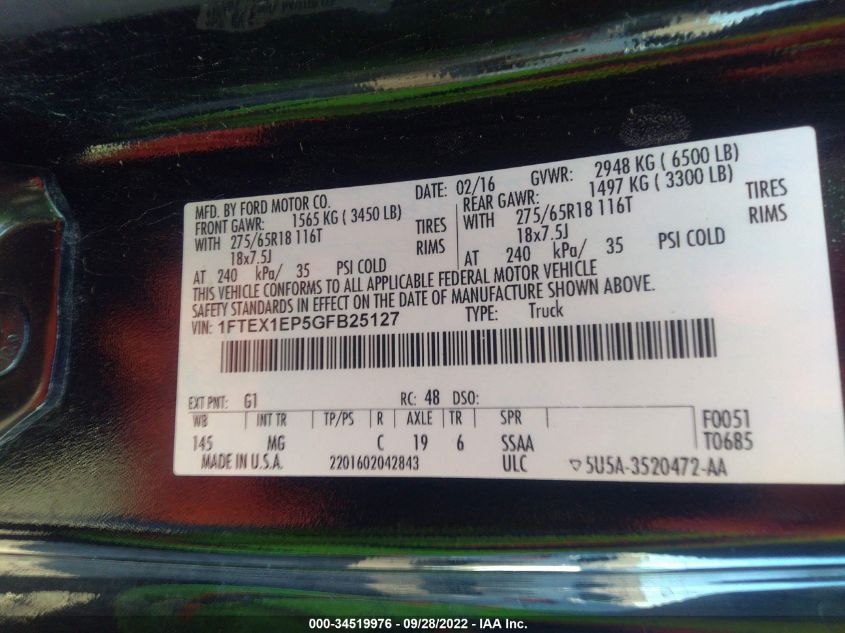 MFD. BY FORD MOTOR CO. DATE: 02/16 GVWR: 2948 KG ( 6500 LB)
FRONT GAWR: 1565 KG ( 3450 LB) REAR GAWR: 1497 KG ( 3300 LB)
WITH 275/65R18 116T TIRES WITH 275/65R18 116T TIRES
18x7.5J RIMS 18x7.5J RIMS
AT 240 kPa/ 35 PSI COLD AT 240 kPa/ 35 PSI COLD
THIS VEHICLE CONFORMS TO ALL APPLICABLE FEDERAL MOTOR VEHICLE
SAFETY STANDARDS IN EFFECT ON THE DATE OF MANUFACTURE SHOWN ABOVE.
VIN: 1FTEX1EP5GFB25127 TYPE: Truck
EXT PNT: G1 RC: 48 DSO:
WB INT TR TP/PS R AXLE TR SPR F0051
145 MG C 19 6 SSAA T0685
MADE IN U.S.A. 2201602042843 ULC ▽5U5A-3520472-AA
000-34519976 - 09/28/2022 - IAA Inc.